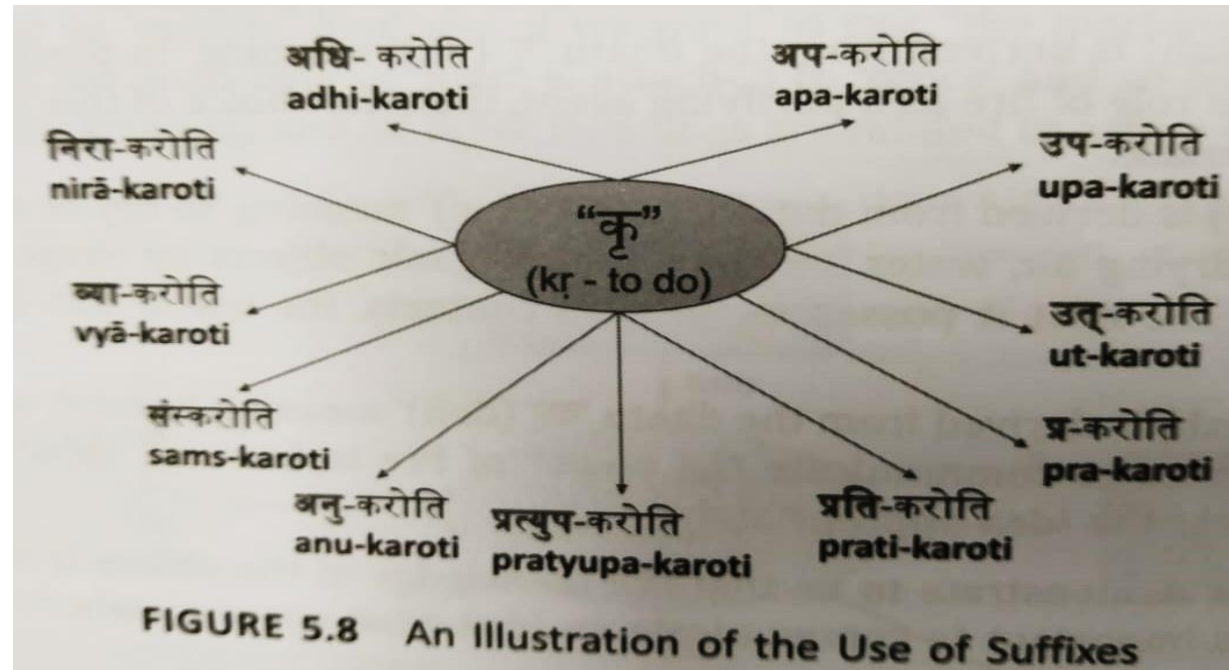 अधि- करोति
adhi-karoti
अप-करोति
apa-karoti
निरा-करोति
nirā-karoti
उप-करोति
upa-karoti
“कृ”
(kṛ - to do)
व्या-करोति
vyā-karoti
उत्-करोति
ut-karoti
संस्करोति
sams-karoti
प्र-करोति
pra-karoti
अनु-करोति
anu-karoti
प्रत्युप-करोति
pratyupa-karoti
प्रति-करोति
prati-karoti
FIGURE 5.8 An Illustration of the Use of Suffixes